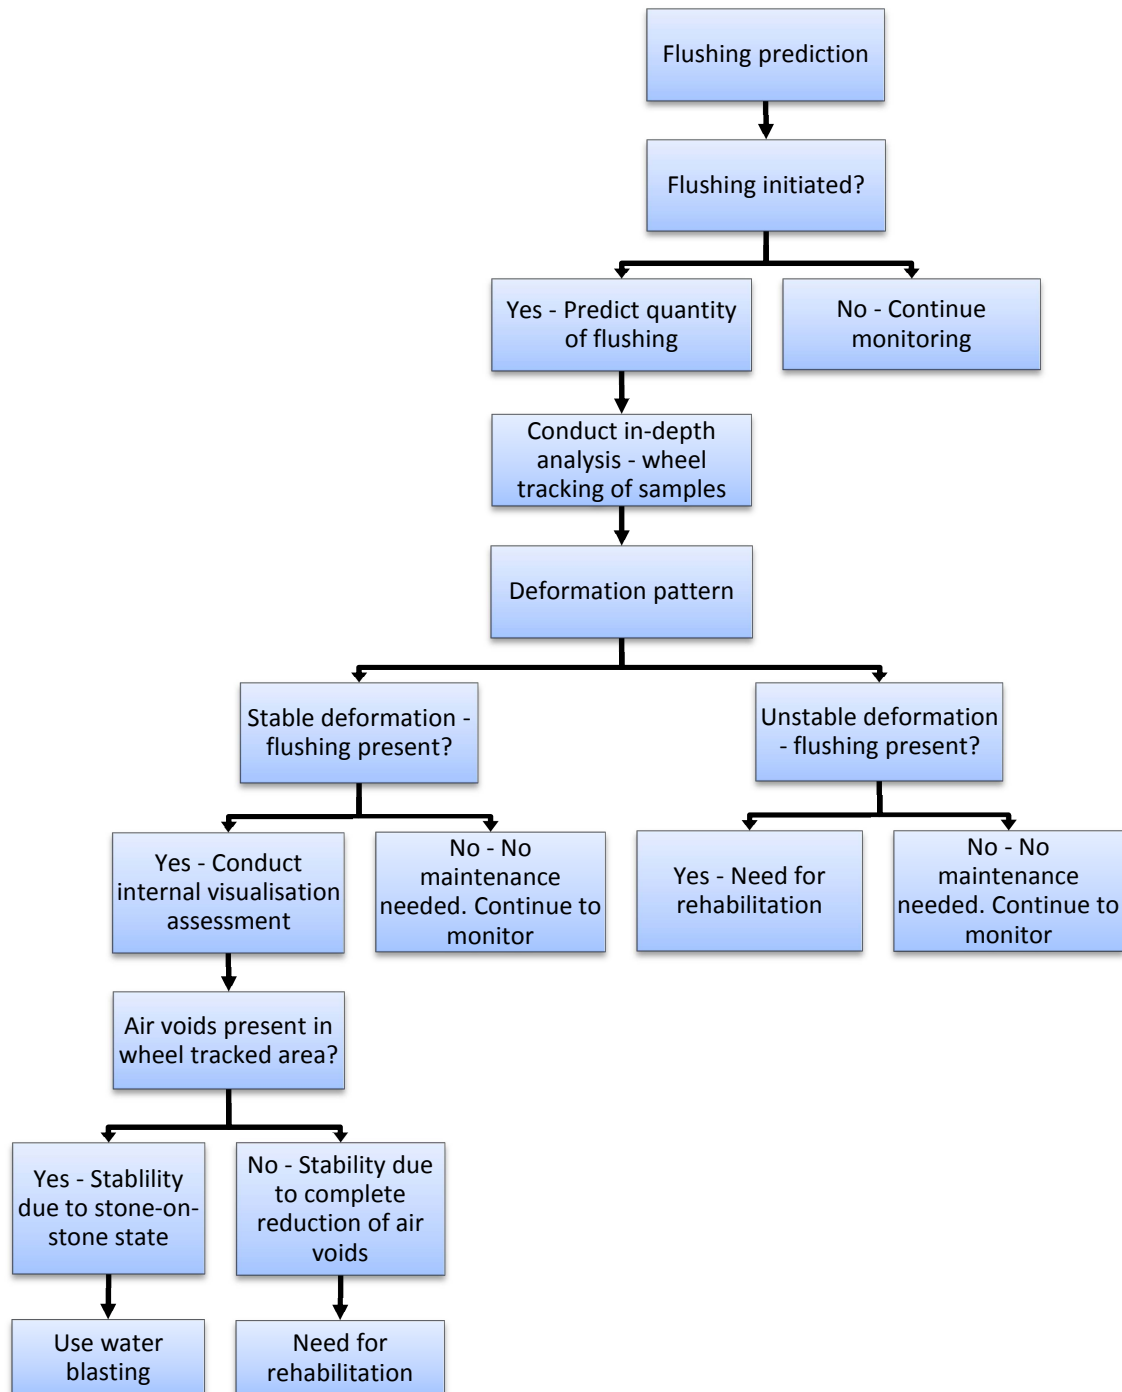 Flushing prediction
Flushing initiated?
Yes - Predict quantity
of flushing
No - Continue
monitoring
Conduct in-depth
analysis - wheel
tracking of samples
Deformation pattern
Stable deformation -
flushing present?
Unstable deformation
- flushing present?
Yes - Conduct
internal visualisation
assessment
No - No
maintenance
needed. Continue to
monitor
Yes - Need for
rehabilitation
No - No
maintenance
needed. Continue to
monitor
Air voids present in
wheel tracked area?
Yes - Stablility
due to stone-on-
stone state
No - Stability due
to complete
reduction of air
voids
Use water
blasting
Need for
rehabilitation